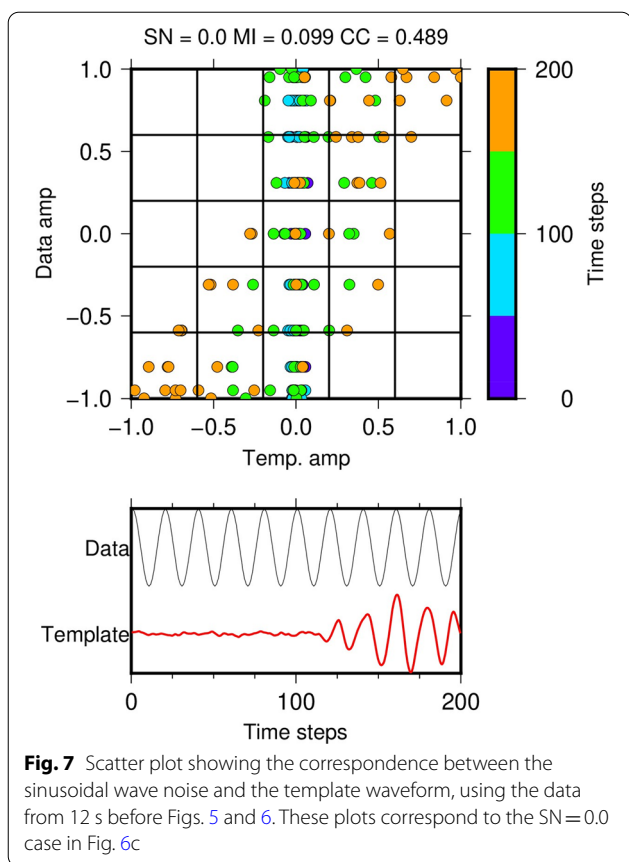 SN = 0.0 MI = 0.099 CC = 0.489
1.0
0.5
0.0
−0.5
−1.0
Data amp
−1.0 −0.5 0.0 0.5 1.0
Temp. amp
200
100
0
Time steps
Data
Template
0 100 200
Time steps
Fig. 7 Scatter plot showing the correspondence between the
sinusoidal wave noise and the template waveform, using the data
from 12 s before Figs. 5 and 6. These plots correspond to the SN=0.0
case in Fig. 6c